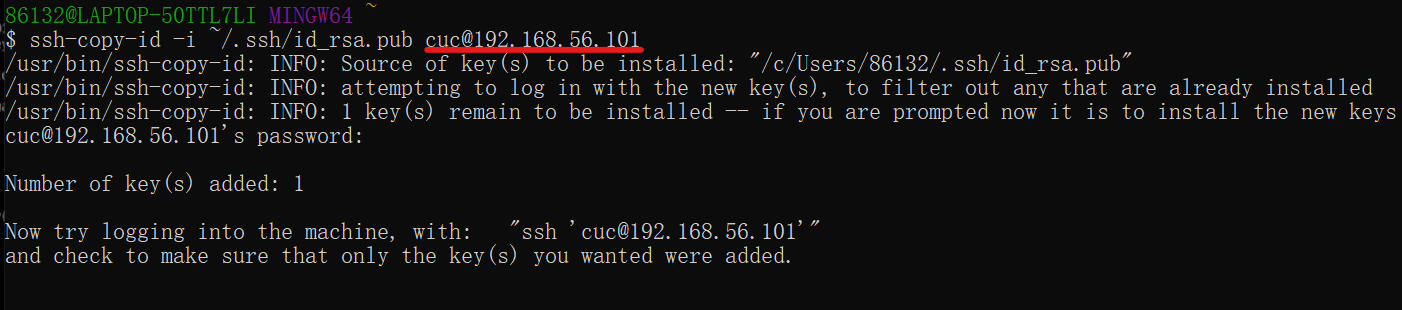 86132@LAPTOP-50TTL7LI MINGW64 ~
$ ssh-copy-id -i ~/.ssh/id_rsa.pub cuc@192.168.56.101
/usr/bin/ssh-copy-id: INFO: Source of key(s) to be installed: "/c/Users/86132/.ssh/id_rsa.pub"
/usr/bin/ssh-copy-id: INFO: attempting to log in with the new key(s), to filter out any that are already installed
/usr/bin/ssh-copy-id: INFO: 1 key(s) remain to be installed -- if you are prompted now it is to install the new keys
cuc@192.168.56.101's password:
Number of key(s) added: 1
Now try logging into the machine, with:   "ssh 'cuc@192.168.56.101'"
and check to make sure that only the key(s) you wanted were added.